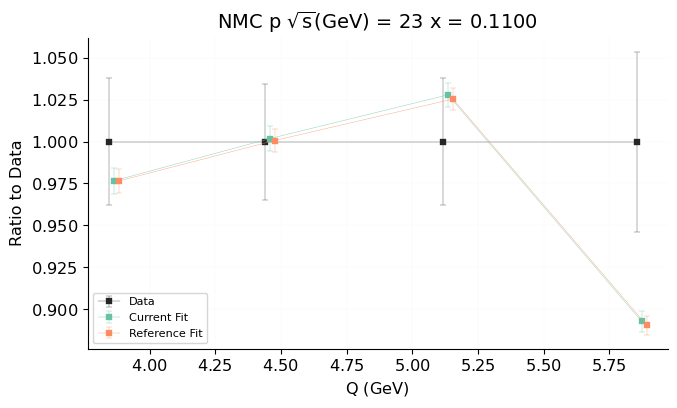 NMC p √s(GeV) = 23 x = 0.1100
Ratio to Data
1.050
1.025
1.000
0.975
0.950
0.925
0.900
Data
Current Fit
Reference Fit
4.00 4.25 4.50 4.75 5.00 5.25 5.50 5.75
Q (GeV)